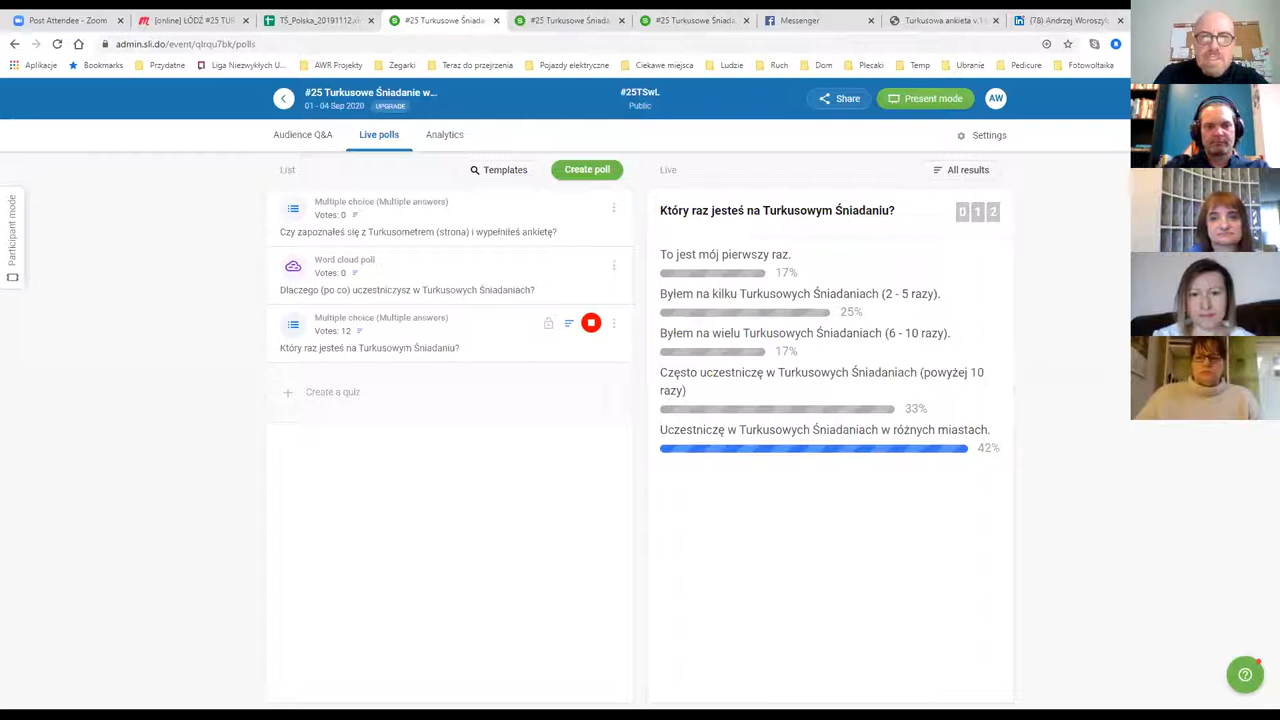 Post Attendee - Zoom
[online] ŁÓDŹ #25 TUR
TŚ_Polska_20191112.x
#25 Turkusowe Śniada
#25 Turkusowe Śniada
#25 Turkusowe Śniada
Messenger
Turkusowa ankieta v.1
(78) Andrzej Woroszyk
admin.sli.do/event/qlrqu7bk/polls
Aplikacje
Bookmarks
Przydatne
Liga Niezwykłych U...
AWR Projekty
Zegarki
Teraz do przejrzenia
Pojazdy elektryczne
Ciekawe miejsca
Ludzie
Ruch
Dom
Plecaki
Temp
Ubranie
Pedicure
Fotowoltaika
#25 Turkusowe Śniadanie w...
01 - 04 Sep 2020 UPGRADE
#25TSwL
Public
Share
Present mode
AW
Audience Q&A
Live polls
Analytics
Settings
Participant mode
List
Templates
Create poll
Multiple choice (Multiple answers)
Votes: 0
Czy zapoznałeś się z Turkusometrem (strona) i wypełniłeś ankietę?
Word cloud poll
Votes: 0
Dlaczego (po co) uczestniczysz w Turkusowych Śniadaniach?
Multiple choice (Multiple answers)
Votes: 12
Który raz jesteś na Turkusowym Śniadaniu?
Create a quiz
Live
All results
Który raz jesteś na Turkusowym Śniadaniu?
0 1 2
To jest mój pierwszy raz.
17%
Byłem na kilku Turkusowych Śniadaniach (2 - 5 razy).
25%
Byłem na wielu Turkusowych Śniadaniach (6 - 10 razy).
17%
Często uczestniczę w Turkusowych Śniadaniach (powyżej 10
razy)
33%
Uczestniczę w Turkusowych Śniadaniach w różnych miastach.
42%